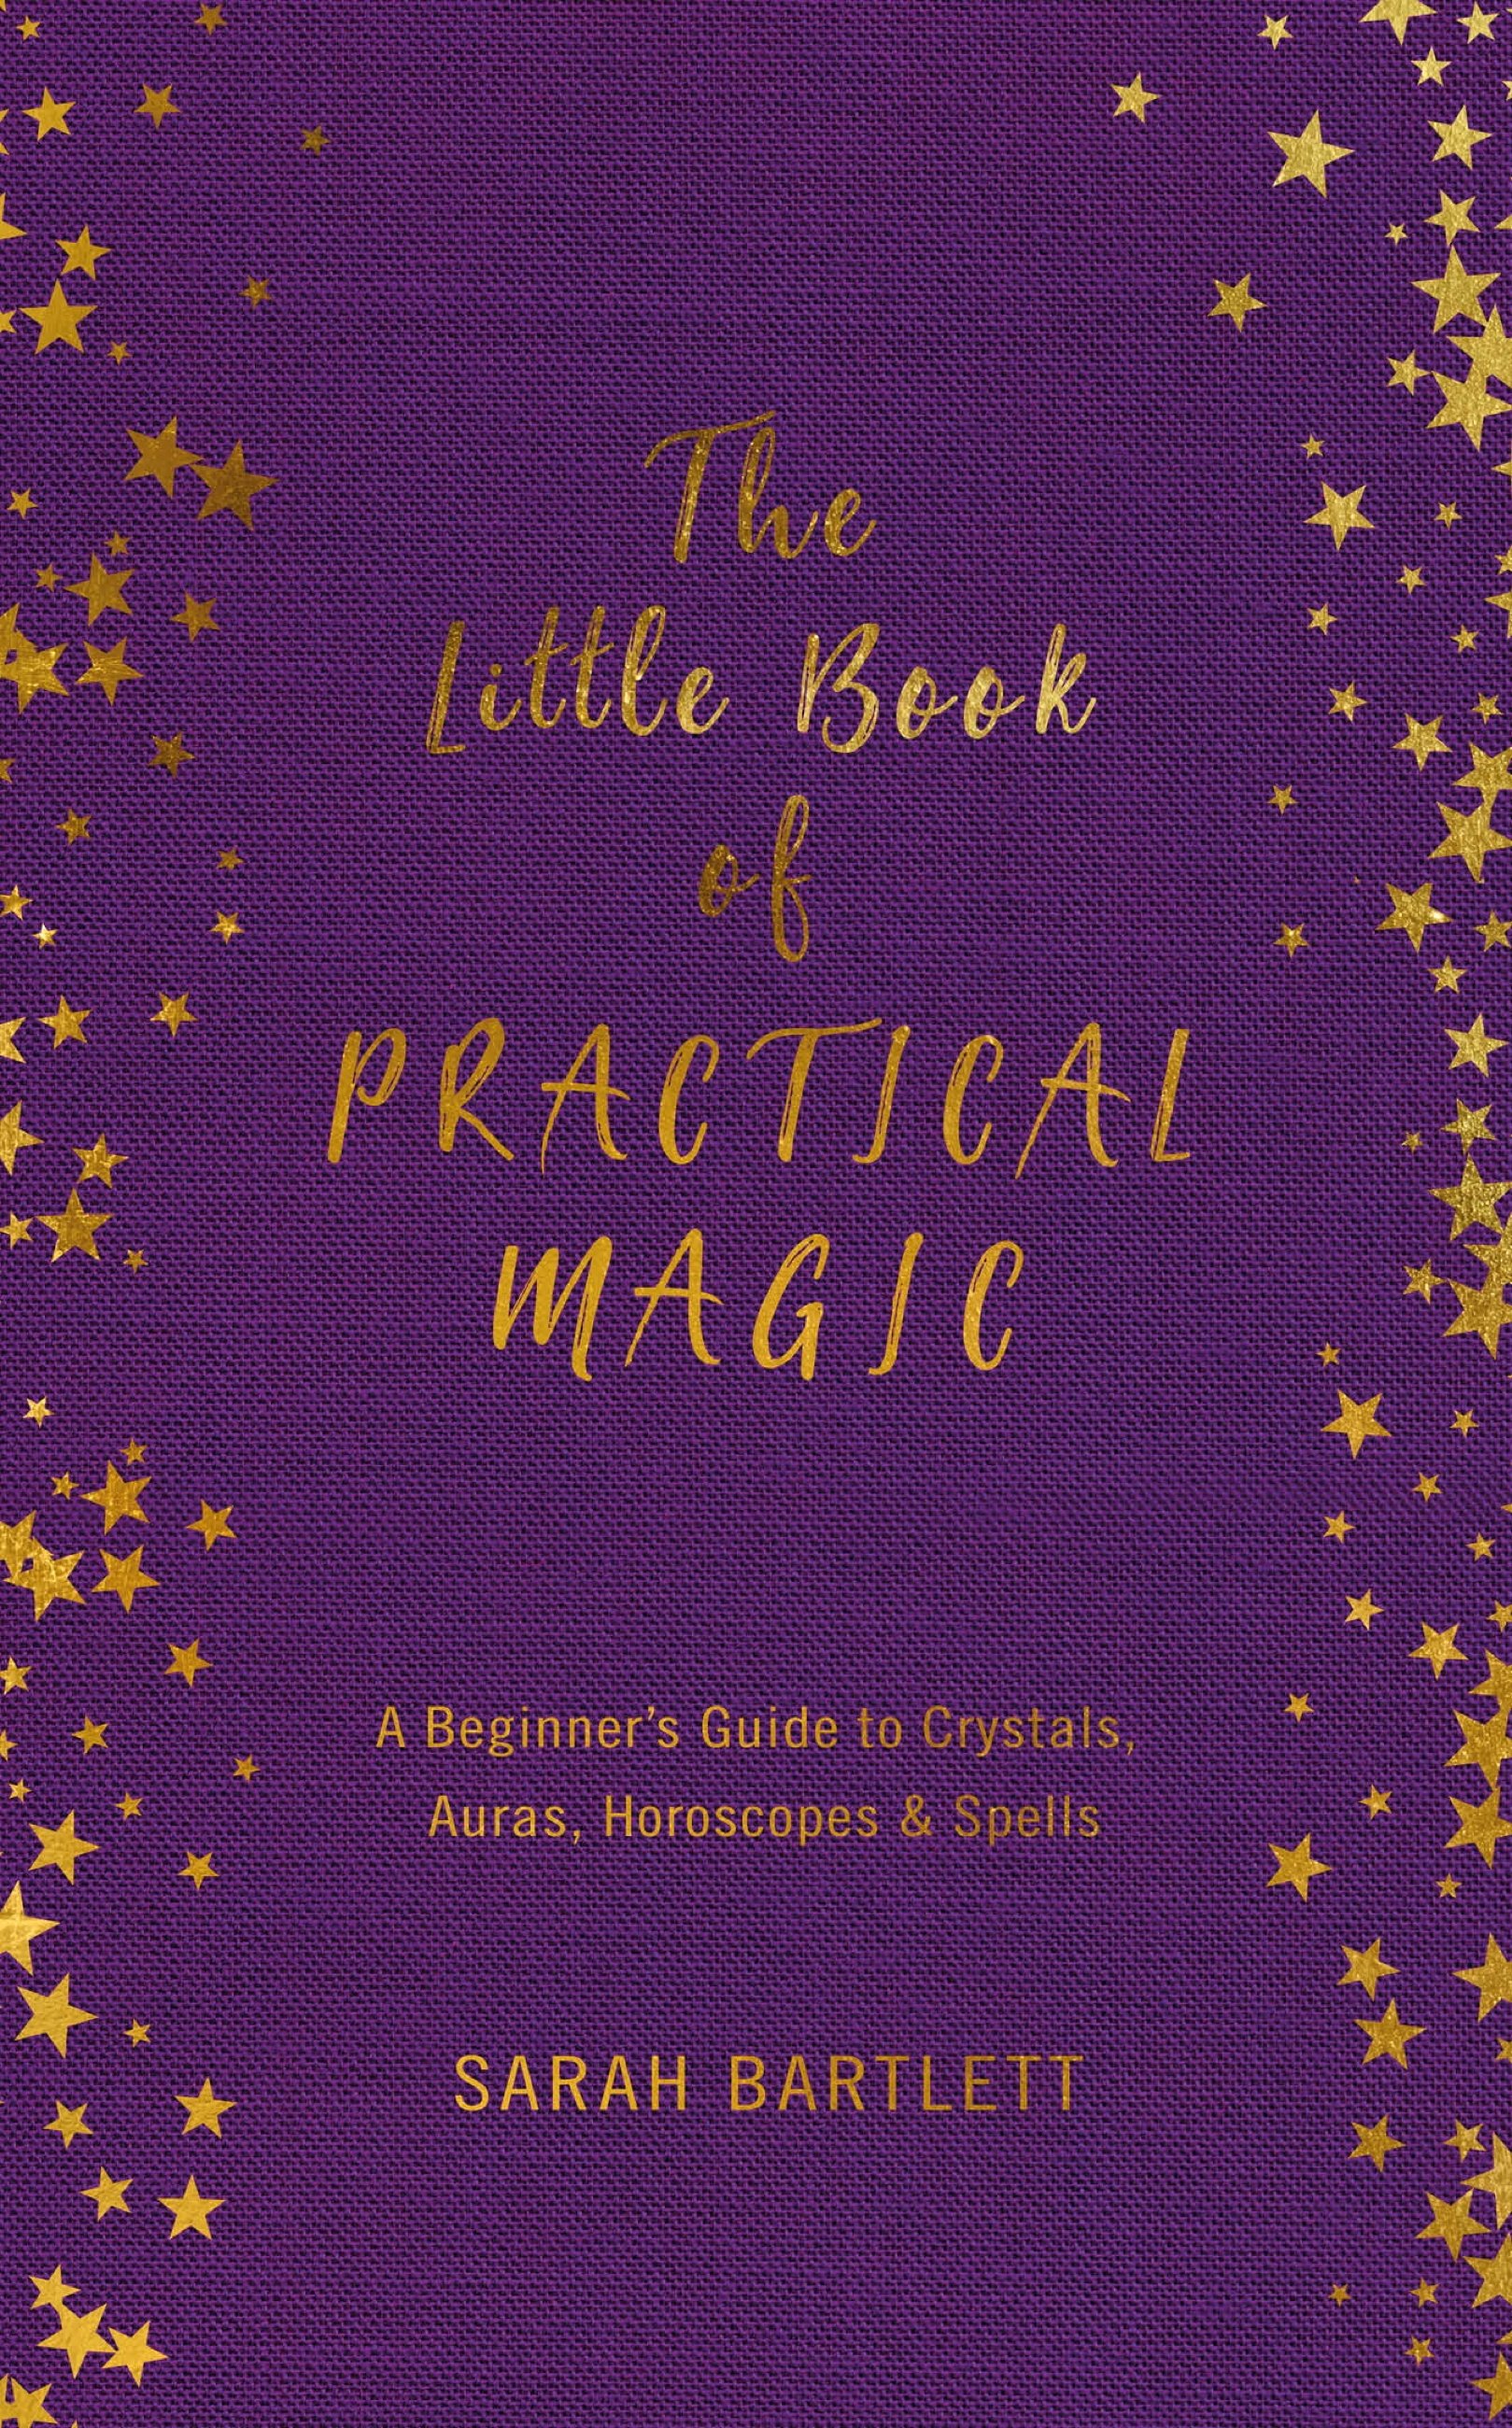 The
Little Book
of
PRACTICAL
MAGIC
A Beginner’s Guide to Crystals,
Auras, Horoscopes & Spells
SARAH BARTLETT